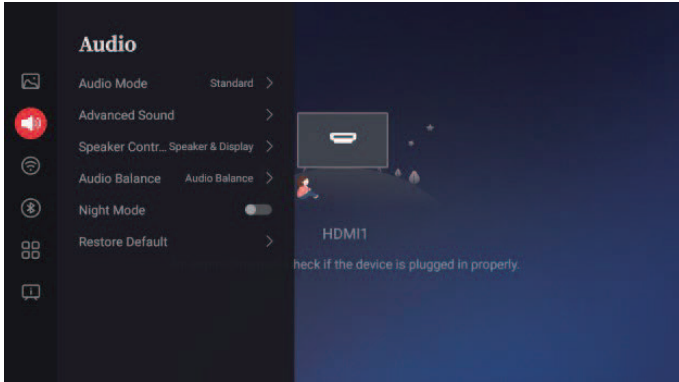 Audio
Audio Mode Standard
Advanced Sound
Speaker Contr... Speaker & Display
Audio Balance Audio Balance
Night Mode
Restore Default
HDMI1
heck if the device is plugged in properly.